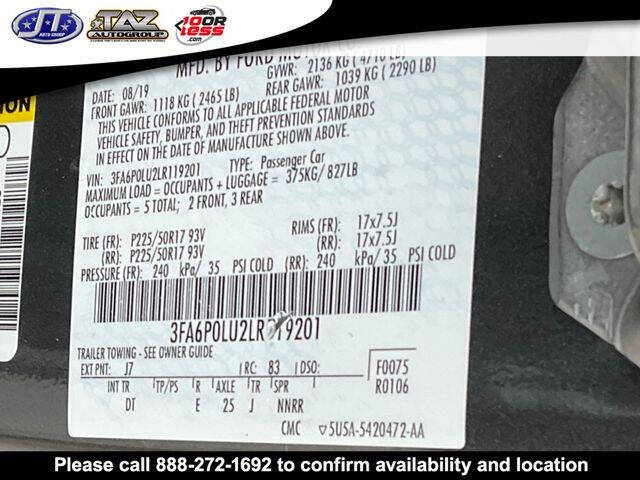 JT
AUTO GROUP
TAZ
AUTOGROUP
10 DR
LESS
MFD. BY FORD MOTOR CO.
DATE: 08/19
GVWR: 2136 KG (4710 LB)
FRONT GAWR: 1118 KG (2465 LB)
REAR GAWR: 1039 KG (2290 LB)
THIS VEHICLE CONFORMS TO ALL APPLICABLE FEDERAL MOTOR
VEHICLE SAFETY, BUMPER, AND THEFT PREVENTION STANDARDS
IN EFFECT ON THE DATE OF MANUFACTURE SHOWN ABOVE.
VIN: 3FA6P0LU2LR119201 TYPE: Passenger Car
MAXIMUM LOAD = OCCUPANTS + LUGGAGE = 375KG/827LB
OCCUPANTS = 5 TOTAL; 2 FRONT, 3 REAR
TIRE (FR): P225/50R17 93V RIMS (FR): 17x7.5J
(RR): P225/50R17 93V (RR): 17x7.5J
PRESSURE (FR): 240 kPa/ 35 PSI COLD (RR): 240 kPa/ 35 PSI COLD
3FA6P0LU2LR119201
TRAILER TOWING - SEE OWNER GUIDE
EXT PNT: J7 RC: 83 DSO: F0075
INT TR TP/PS R AXLE TR SPR R0106
DT E 25 J NNRR
CMC ▽5U5A-5420472-AA
Please call 888-272-1692 to confirm availability and location